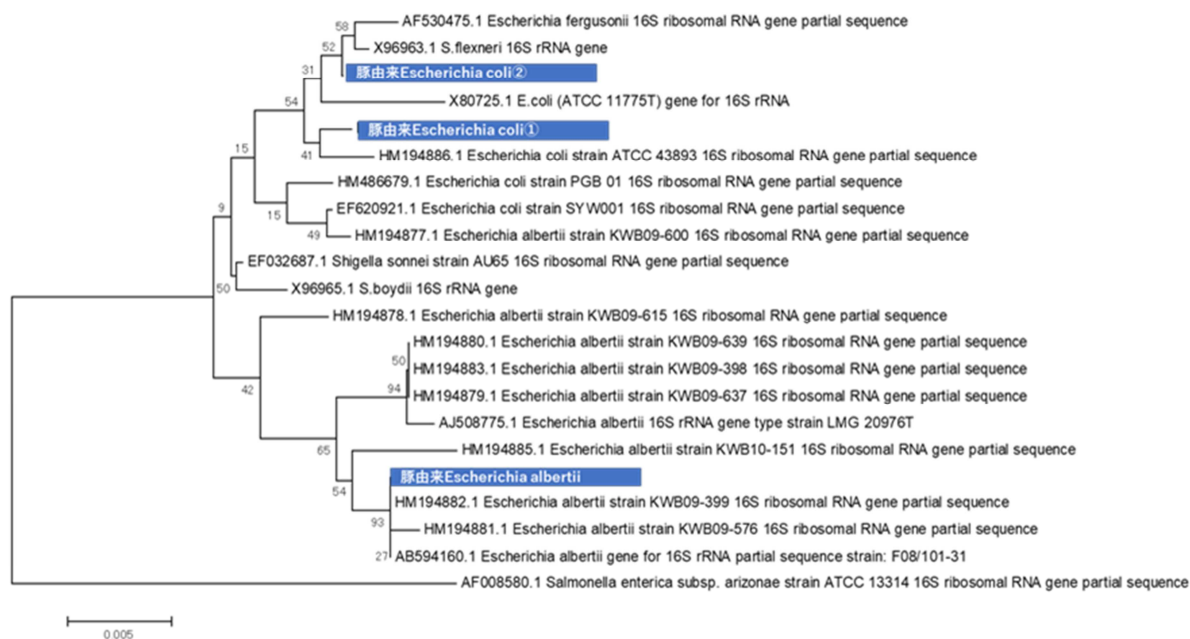 58
AF530475.1 Escherichia fergusonii 16S ribosomal RNA gene partial sequence
52
X96963.1 S.flexneri 16S rRNA gene
31
豚由来Escherichia coli②
54
X80725.1 E.coli (ATCC 11775T) gene for 16S rRNA
豚由来Escherichia coli①
15
41
HM194886.1 Escherichia coli strain ATCC 43893 16S ribosomal RNA gene partial sequence
HM486679.1 Escherichia coli strain PGB 01 16S ribosomal RNA gene partial sequence
9
15
EF620921.1 Escherichia coli strain SYW001 16S ribosomal RNA gene partial sequence
49
HM194877.1 Escherichia albertii strain KWB09-600 16S ribosomal RNA gene partial sequence
EF032687.1 Shigella sonnei strain AU65 16S ribosomal RNA gene partial sequence
50
X96965.1 S.boydii 16S rRNA gene
HM194878.1 Escherichia albertii strain KWB09-615 16S ribosomal RNA gene partial sequence
HM194880.1 Escherichia albertii strain KWB09-639 16S ribosomal RNA gene partial sequence
50
HM194883.1 Escherichia albertii strain KWB09-398 16S ribosomal RNA gene partial sequence
42
94
HM194879.1 Escherichia albertii strain KWB09-637 16S ribosomal RNA gene partial sequence
AJ508775.1 Escherichia albertii 16S rRNA gene type strain LMG 20976T
65
HM194885.1 Escherichia albertii strain KWB10-151 16S ribosomal RNA gene partial sequence
豚由来Escherichia albertii
54
HM194882.1 Escherichia albertii strain KWB09-399 16S ribosomal RNA gene partial sequence
93
HM194881.1 Escherichia albertii strain KWB09-576 16S ribosomal RNA gene partial sequence
27
AB594160.1 Escherichia albertii gene for 16S rRNA partial sequence strain: F08/101-31
AF008580.1 Salmonella enterica subsp. arizonae strain ATCC 13314 16S ribosomal RNA gene partial sequence
0.005